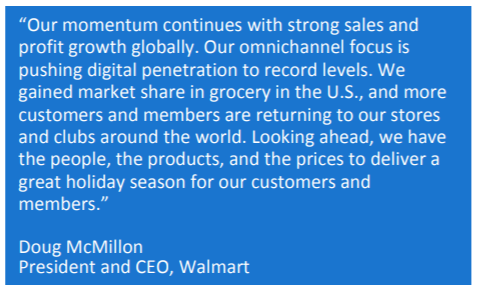 “Our momentum continues with strong sales and
profit growth globally. Our omnichannel focus is
pushing digital penetration to record levels. We
gained market share in grocery in the U.S., and more
customers and members are returning to our stores
and clubs around the world. Looking ahead, we have
the people, the products, and the prices to deliver a
great holiday season for our customers and
members.”
Doug McMillon
President and CEO, Walmart